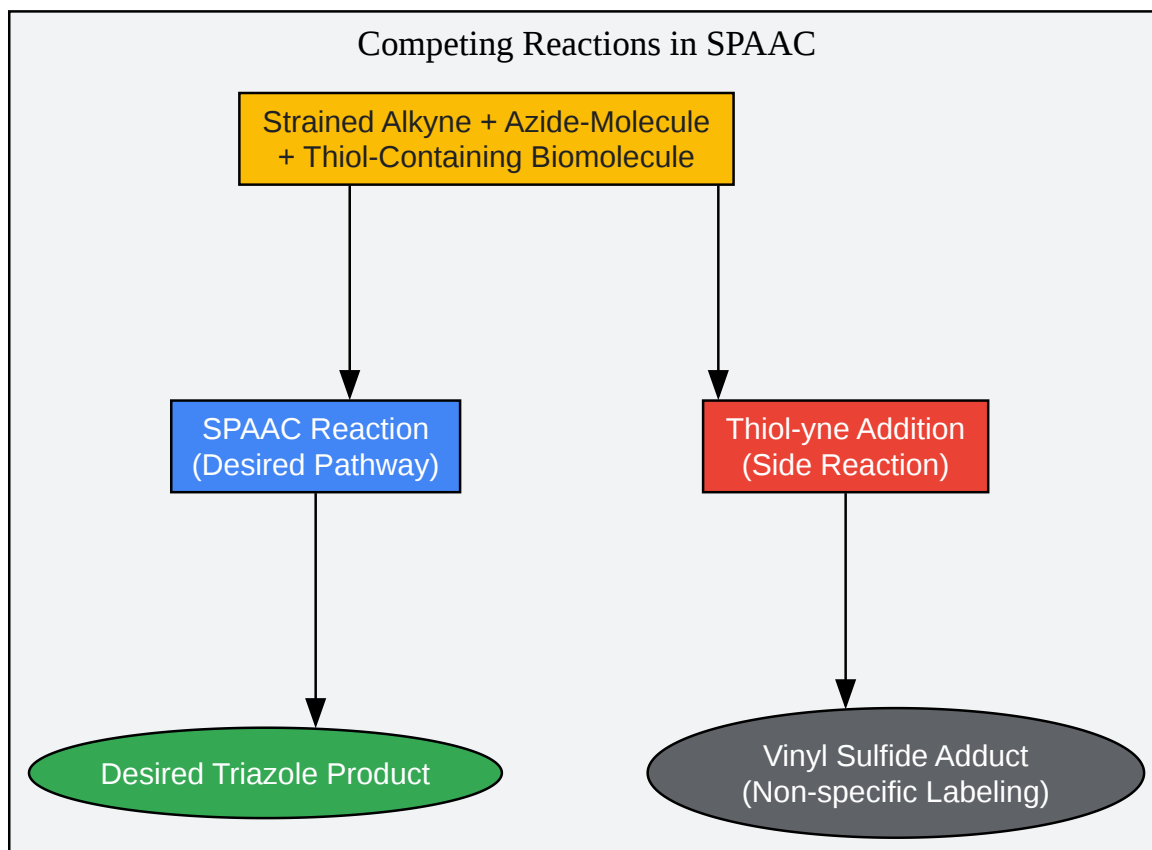 Competing Reactions in SPAAC
Strained Alkyne + Azide-Molecule
+ Thiol-Containing Biomolecule
SPAAC Reaction
(Desired Pathway)
Thiol-yne Addition
(Side Reaction)
Desired Triazole Product
Vinyl Sulfide Adduct
(Non-specific Labeling)